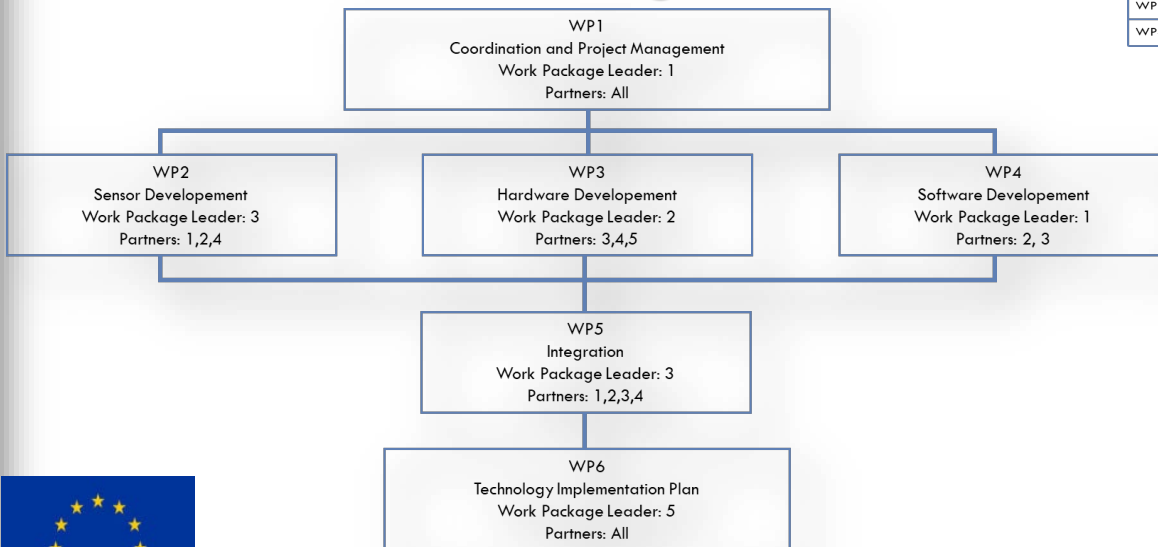 WP
WP
WP1
Coordination and Project Management
Work Package Leader: 1
Partners: All
WP2
Sensor Developement
Work Package Leader: 3
Partners: 1,2,4
WP3
Hardware Developement
Work Package Leader: 2
Partners: 3,4,5
WP4
Software Developement
Work Package Leader: 1
Partners: 2, 3
WP5
Integration
Work Package Leader: 3
Partners: 1,2,3,4
WP6
Technology Implementation Plan
Work Package Leader: 5
Partners: All